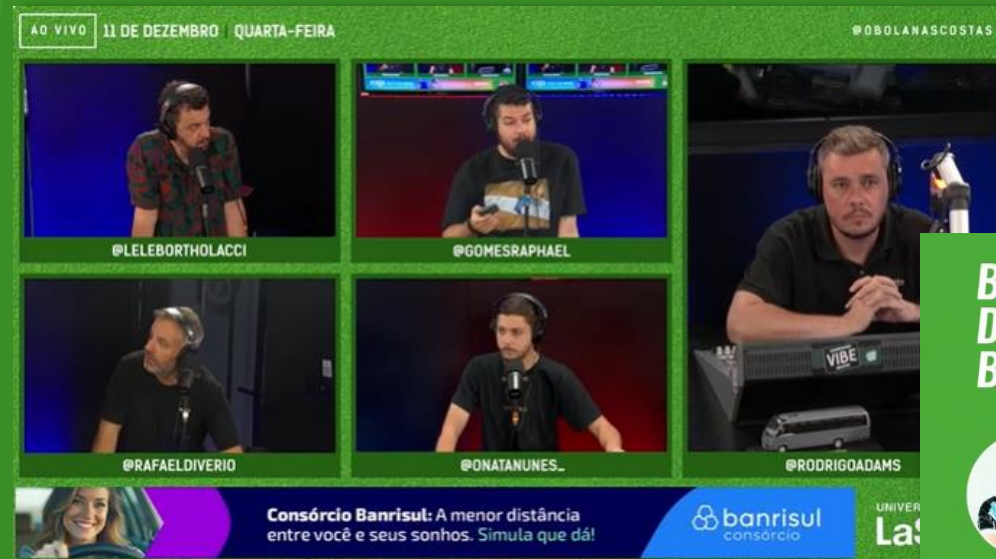 AO VIVO 11 DE DEZEMBRO | QUARTA-FEIRA
@OBOLANASCOSTAS
@LELEBORTHOLACCI
@GOMESRAPHAEL
VIBE
@RAFAELDIVERIO
@ONATANUNES_
@RODRIGOADAMS
Consórcio Banrisul: A menor distância
entre você e seus sonhos. Simula que dá!
banrisul
consórcio